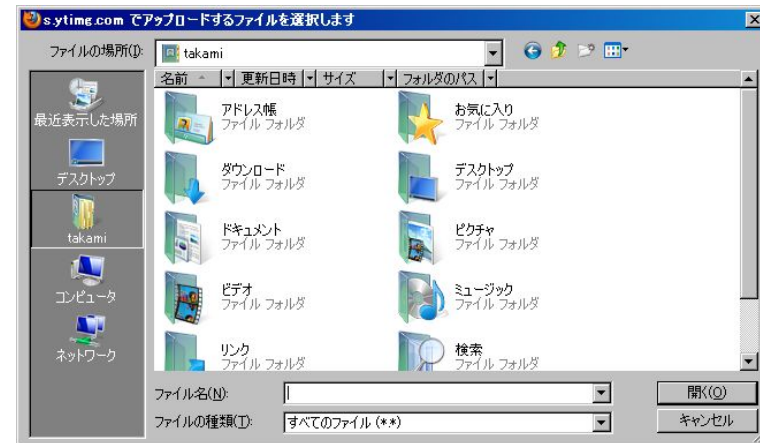 s.ytimg.com でアップロードするファイルを選択します
ファイルの場所(I):
takami
名前 更新日時 サイズ フォルダのパス
最近表示した場所
デスクトップ
takami
コンピュータ
ネットワーク
アドレス帳
ファイル フォルダ
お気に入り
ファイル フォルダ
ダウンロード
ファイル フォルダ
デスクトップ
ファイル フォルダ
ドキュメント
ファイル フォルダ
ピクチャ
ファイル フォルダ
ビデオ
ファイル フォルダ
ミュージック
ファイル フォルダ
リンク
ファイル フォルダ
検索
ファイル フォルダ
ファイル名(N):
開く(O)
ファイルの種類(T):
すべてのファイル (*.*)
キャンセル